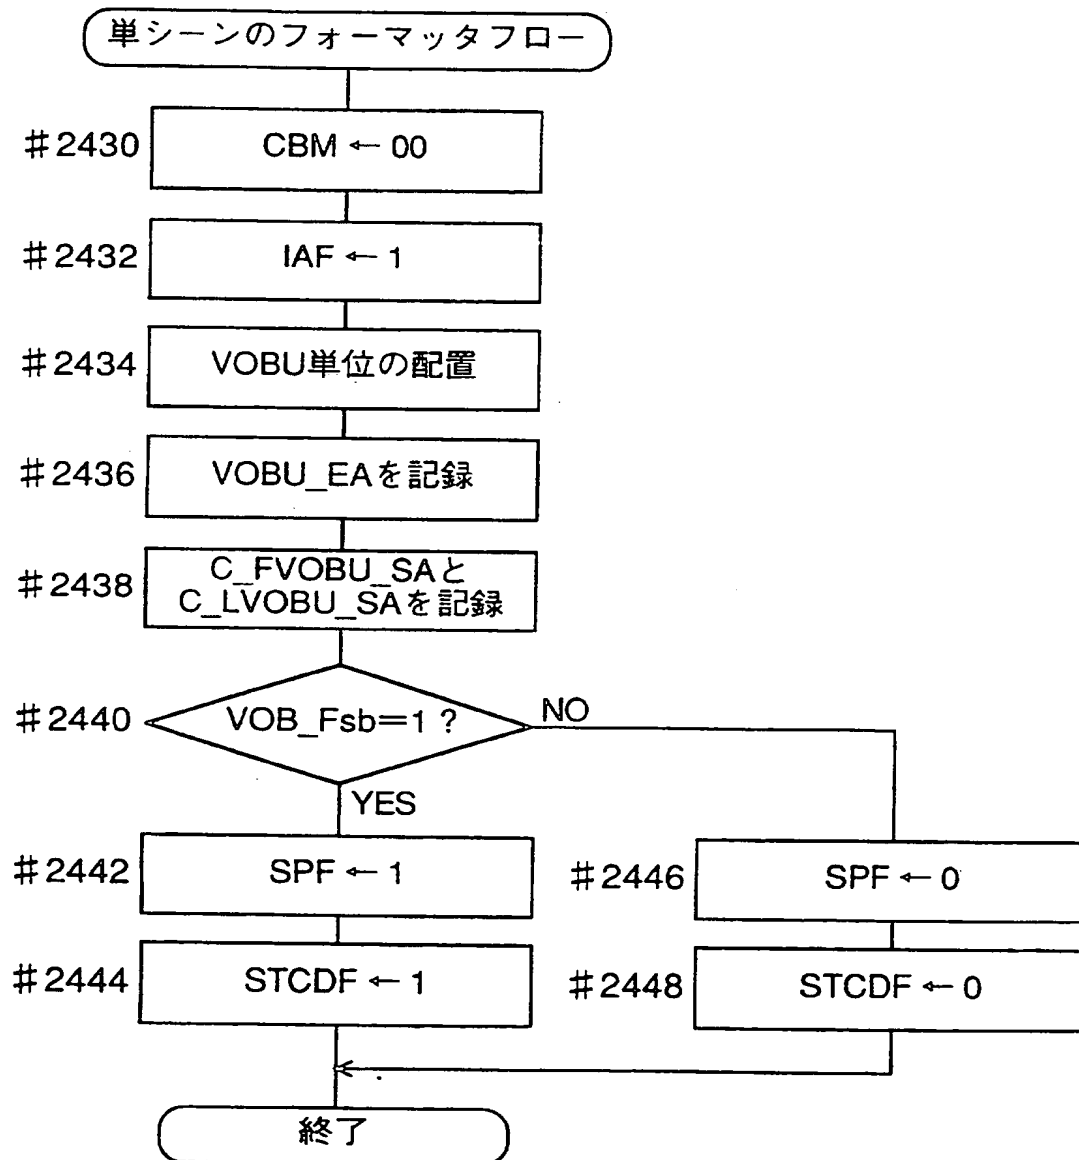 単シーンのフォーマッタフロー
#2430
CBM ← 00
#2432
IAF ← 1
#2434
VOBU単位の配置
#2436
VOBU_EAを記録
#2438
C_FVOBU_SAと
C_LVOBU_SAを記録
#2440
VOB_Fsb=1 ?
NO
YES
#2442
SPF ← 1
#2446
SPF ← 0
#2444
STCDF ← 1
#2448
STCDF ← 0
終了